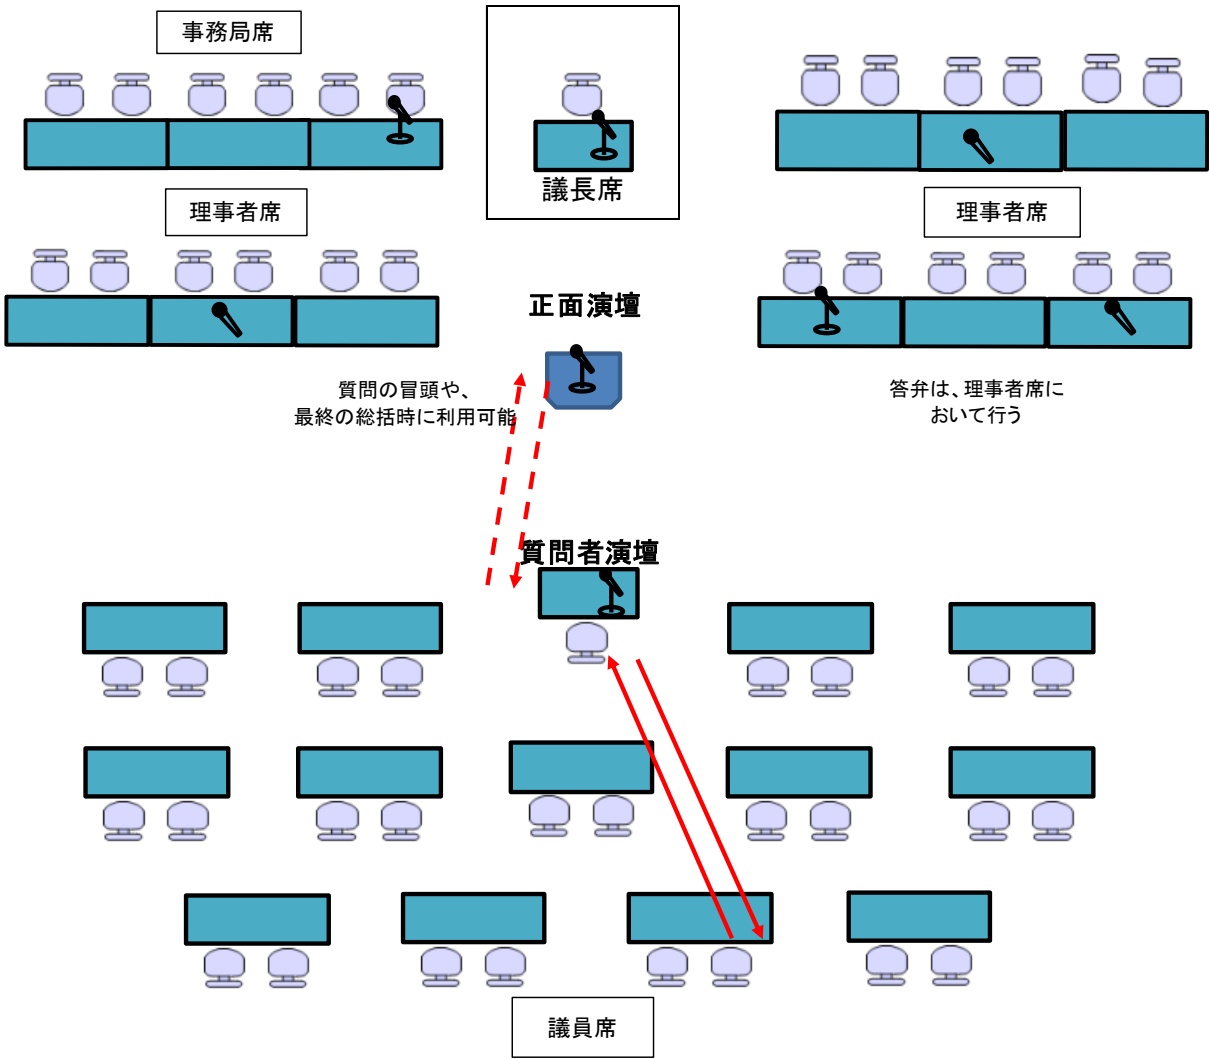 事務局席
議長席
理事者席
理事者席
正面演壇
質問の冒頭や、
最終の総括時に利用可能
答弁は、理事者席に
おいて行う
質問者演壇
議員席